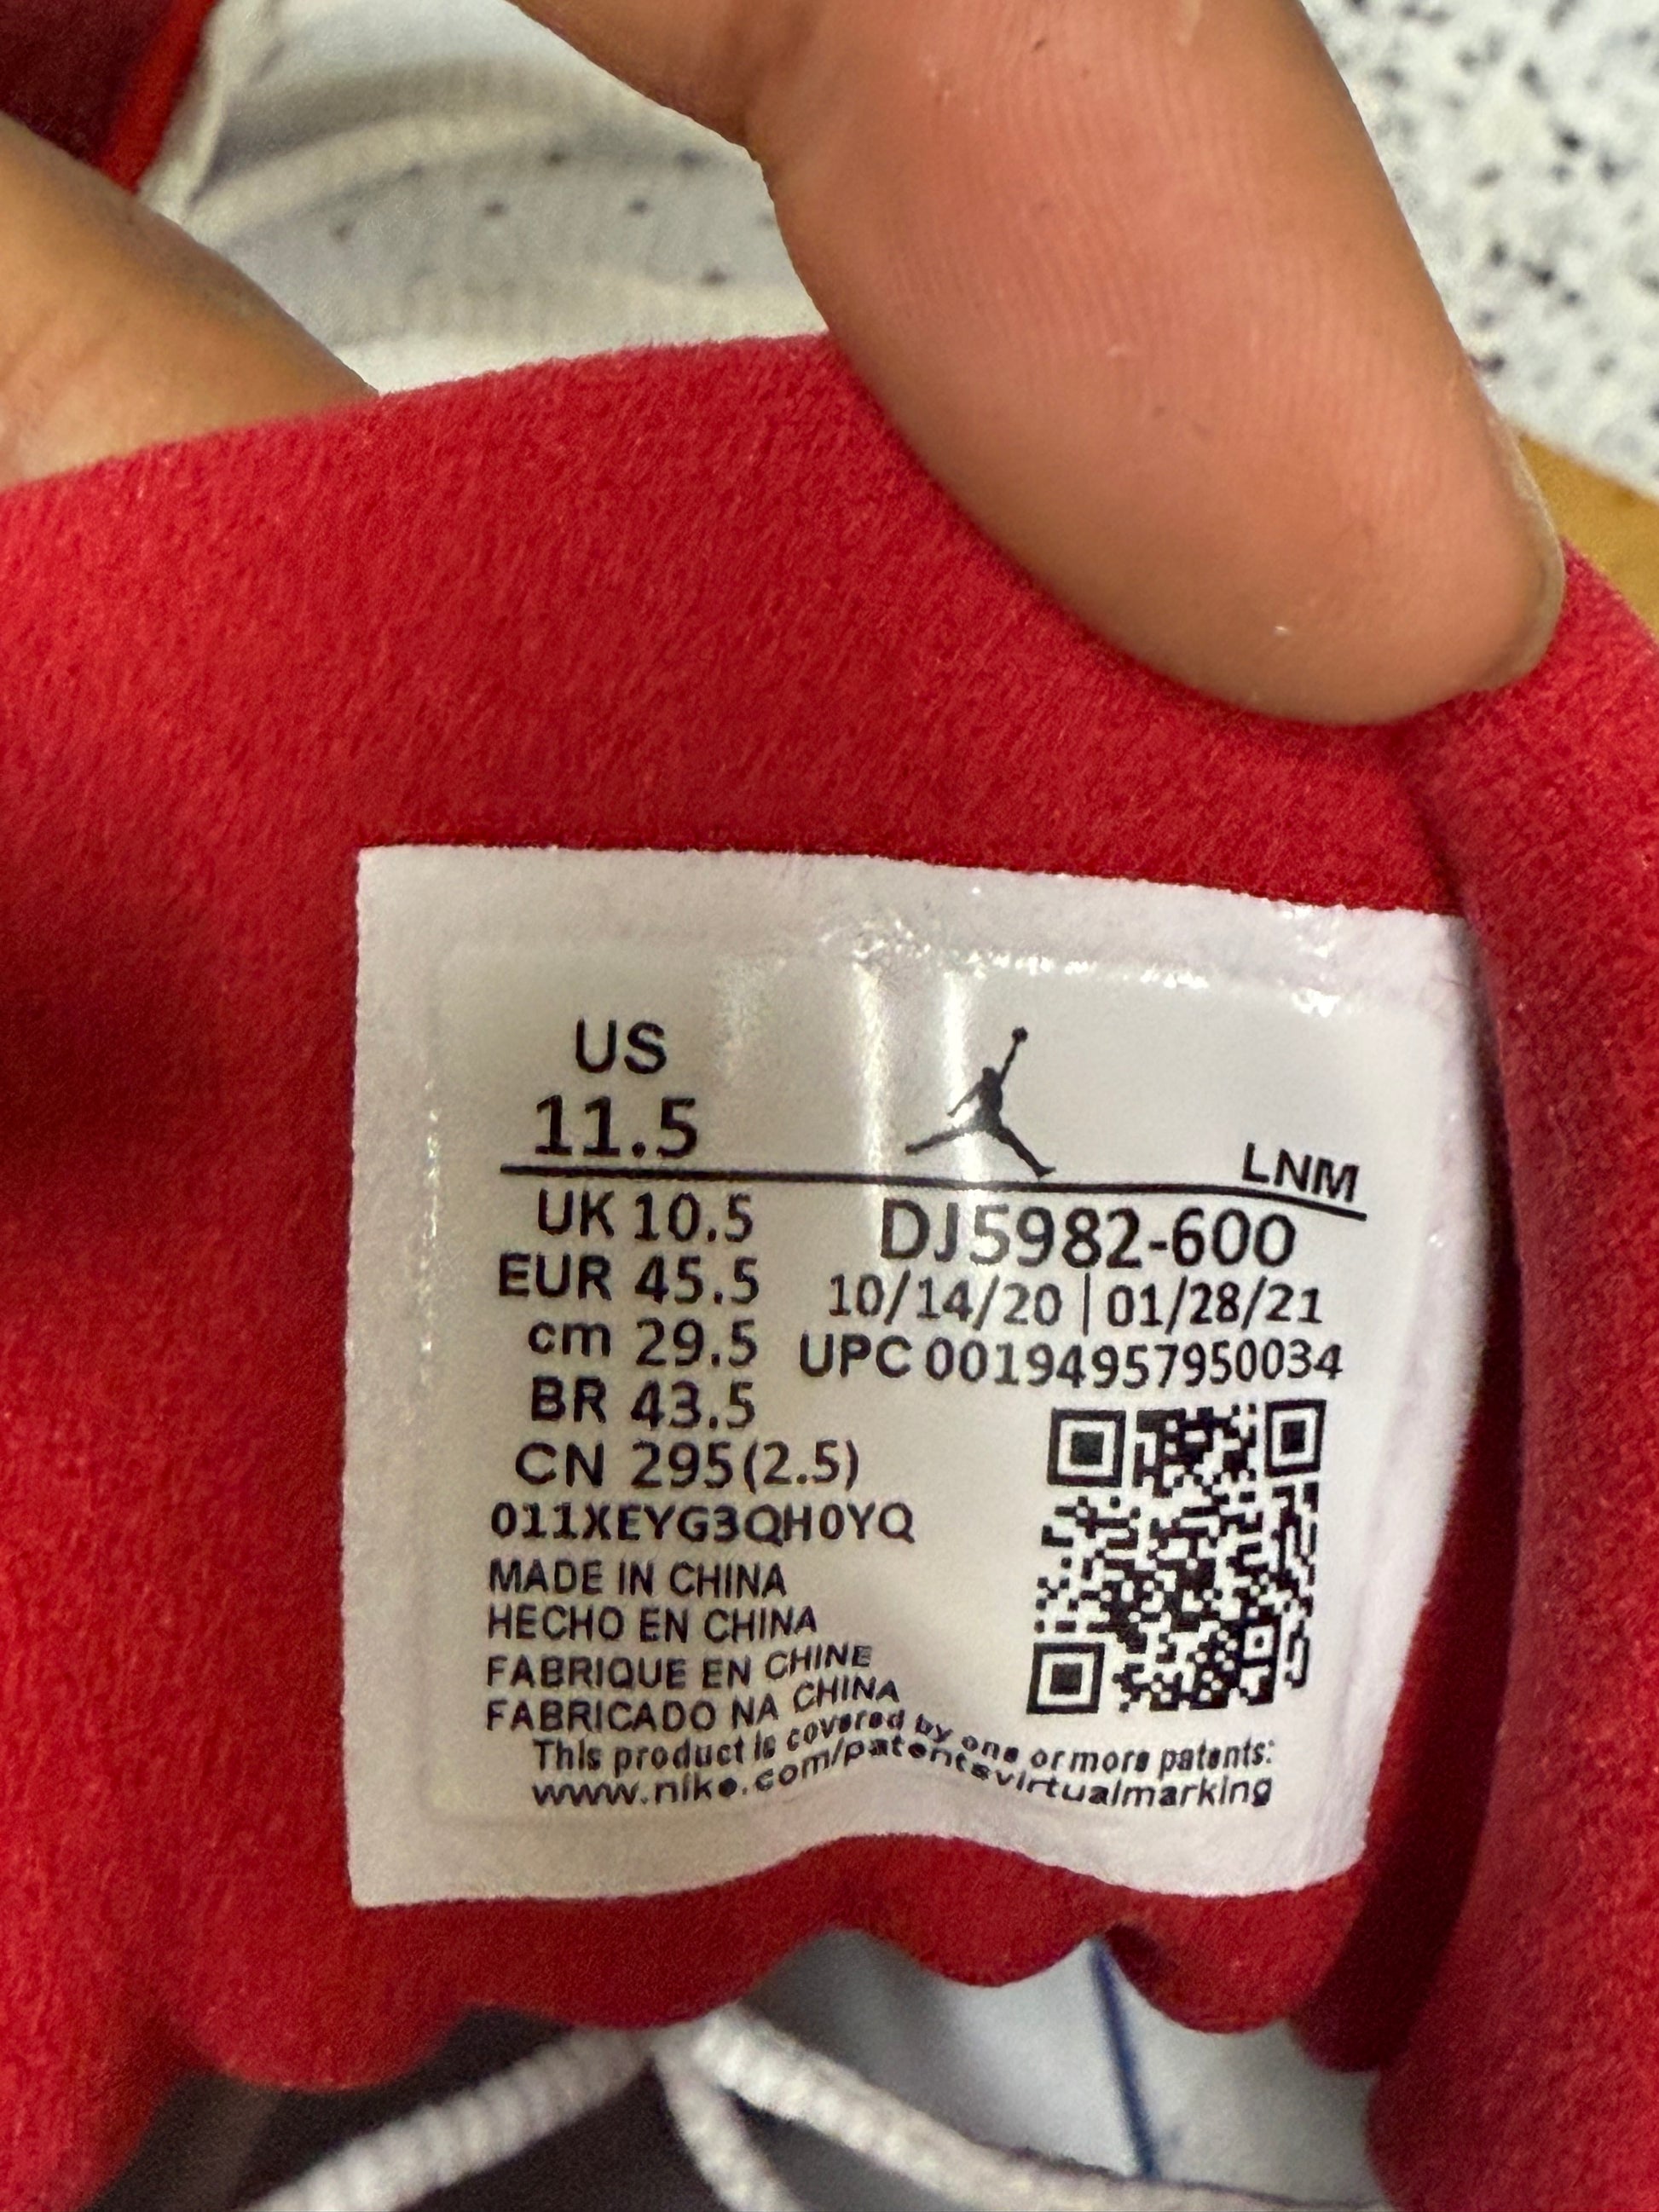 US
11.5
LNM
UK 10.5
DJ5982-600
EUR 45.5
10/14/20 | 01/28/21
cm 29.5
UPC 00194957950034
BR 43.5
CN 295(2.5)
011XEYG3QH0YQ
MADE IN CHINA
HECHO EN CHINA
FABRIQUE EN CHINE
FABRICADO NA CHINA
This product is covered by one or more patents:
www.nike.com/patentsvirtualmarking